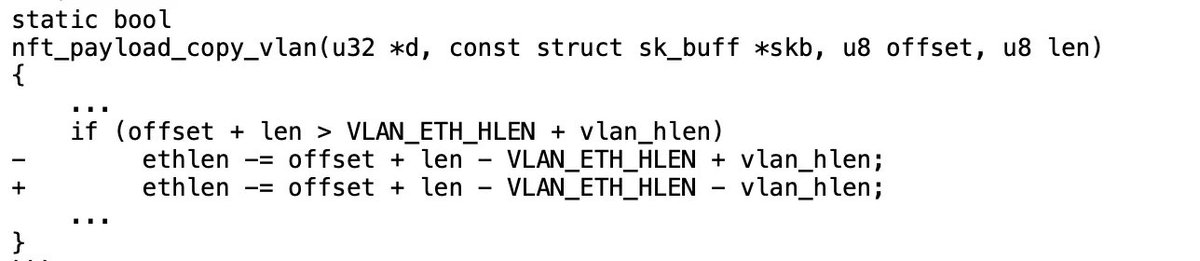 static bool
nft_payload_copy_vlan(u32 *d, const struct sk_buff *skb, u8 offset, u8 len)
{
    ...
    if (offset + len > VLAN_ETH_HLEN + vlan_hlen)
-        ethlen -= offset + len - VLAN_ETH_HLEN + vlan_hlen;
+        ethlen -= offset + len - VLAN_ETH_HLEN - vlan_hlen;
    ...
}